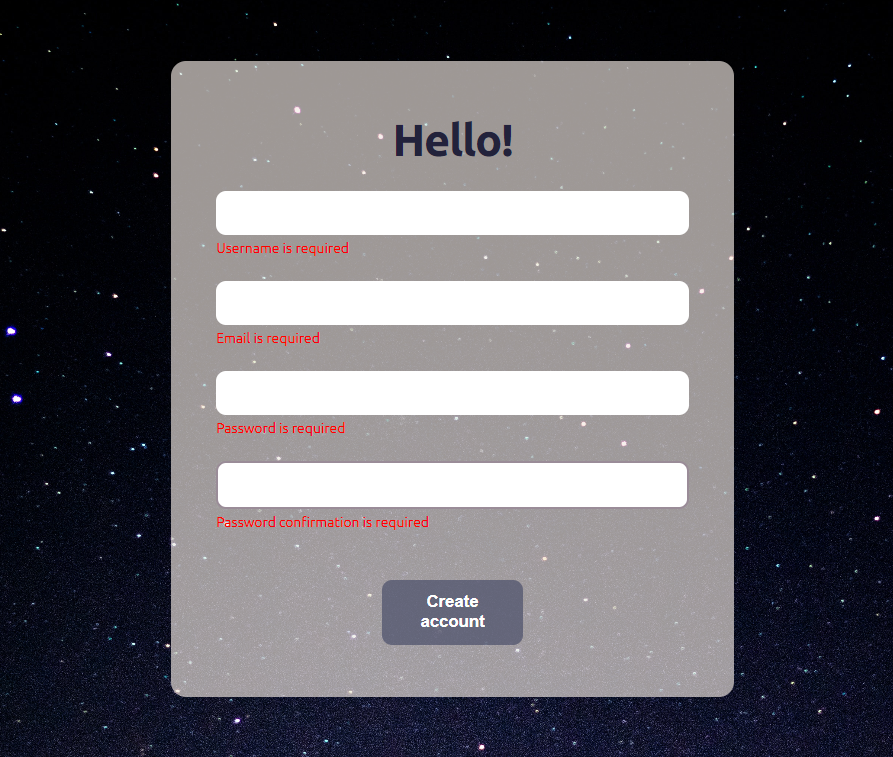 Hello!
Username is required
Email is required
Password is required
Password confirmation is required
Create
account